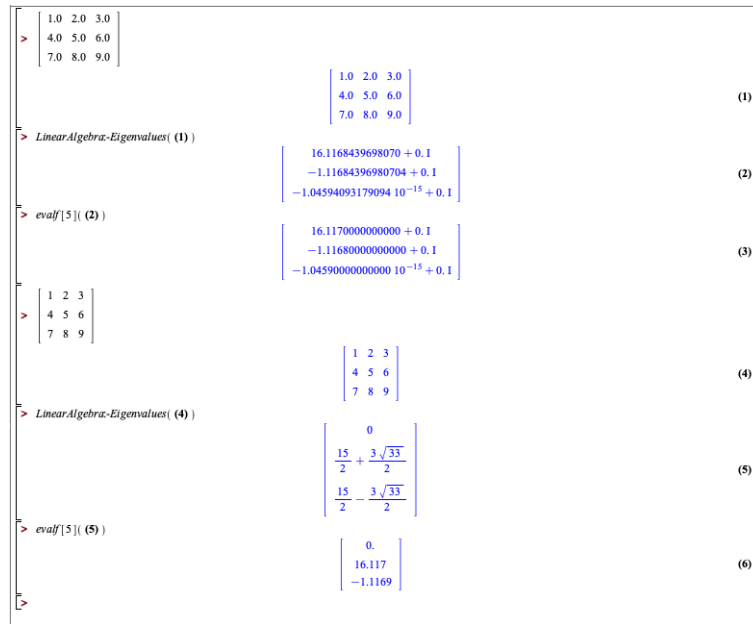 > [ 1.0 2.0 3.0
4.0 5.0 6.0
7.0 8.0 9.0 ]
[ 1.0 2.0 3.0
4.0 5.0 6.0
7.0 8.0 9.0 ] (1)
> LinearAlgebra:-Eigenvalues( (1) )
[ 16.1168439698070 + 0. I
−1.11684396980704 + 0. I
−1.04594093179094 10⁻¹⁵ + 0. I ] (2)
> evalf[5]( (2) )
[ 16.1170000000000 + 0. I
−1.11680000000000 + 0. I
−1.04590000000000 10⁻¹⁵ + 0. I ] (3)
> [ 1 2 3
4 5 6
7 8 9 ]
[ 1 2 3
4 5 6
7 8 9 ] (4)
> LinearAlgebra:-Eigenvalues( (4) )
[ 0
15/2 + 3√33/2
15/2 − 3√33/2 ] (5)
> evalf[5]( (5) )
[ 0.
16.117
−1.1169 ] (6)
>